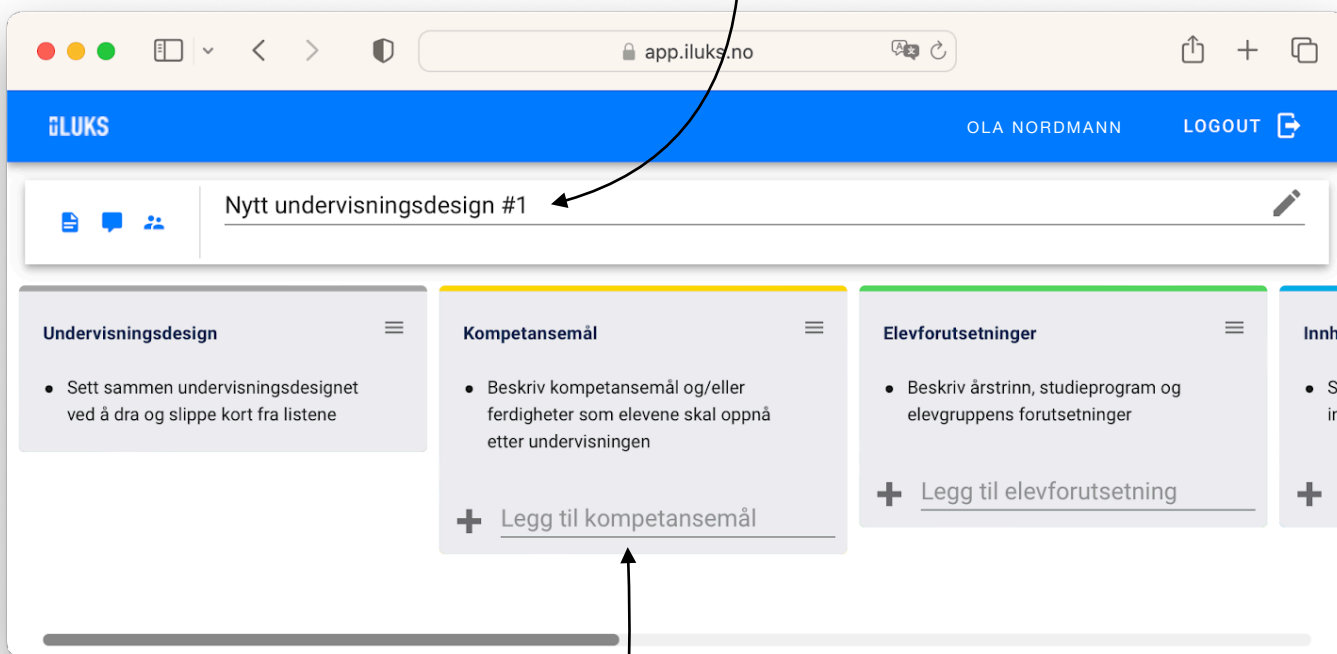 app.iluks.no
iLUKS
OLA NORDMANN
LOGOUT
Nytt undervisningsdesign #1
Undervisningsdesign
• Sett sammen undervisningsdesignet
ved å dra og slippe kort fra listene
Kompetansemål
• Beskriv kompetansemål og/eller
ferdigheter som elevene skal oppnå
etter undervisningen
Legg til kompetansemål
Elevforutsetninger
• Beskriv årstrinn, studieprogram og
elevgruppens forutsetninger
Legg til elevforutsetning